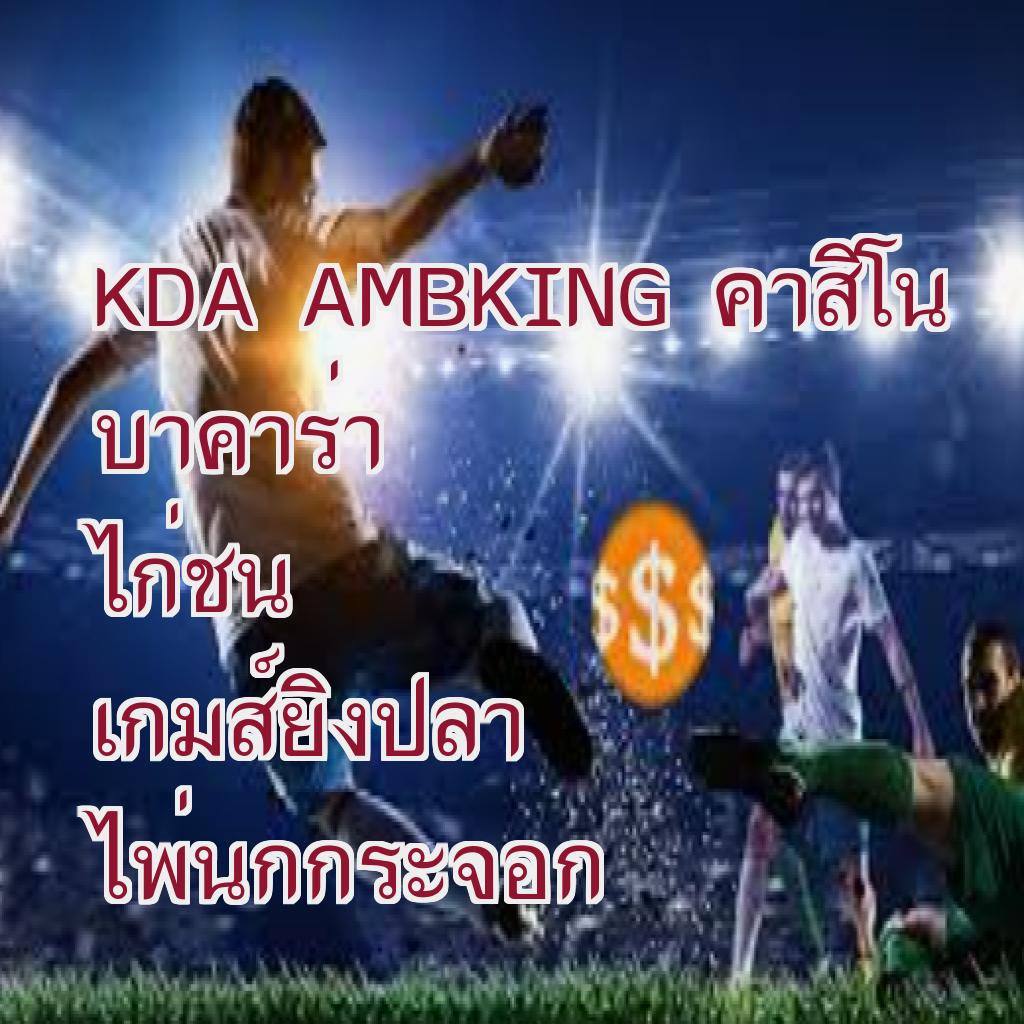 KDA AMBKING คาสิโน
บาคาร่า
ไก่ชน
เกมส์ยิงปลา
ไพ่นกกระจอก
$$$